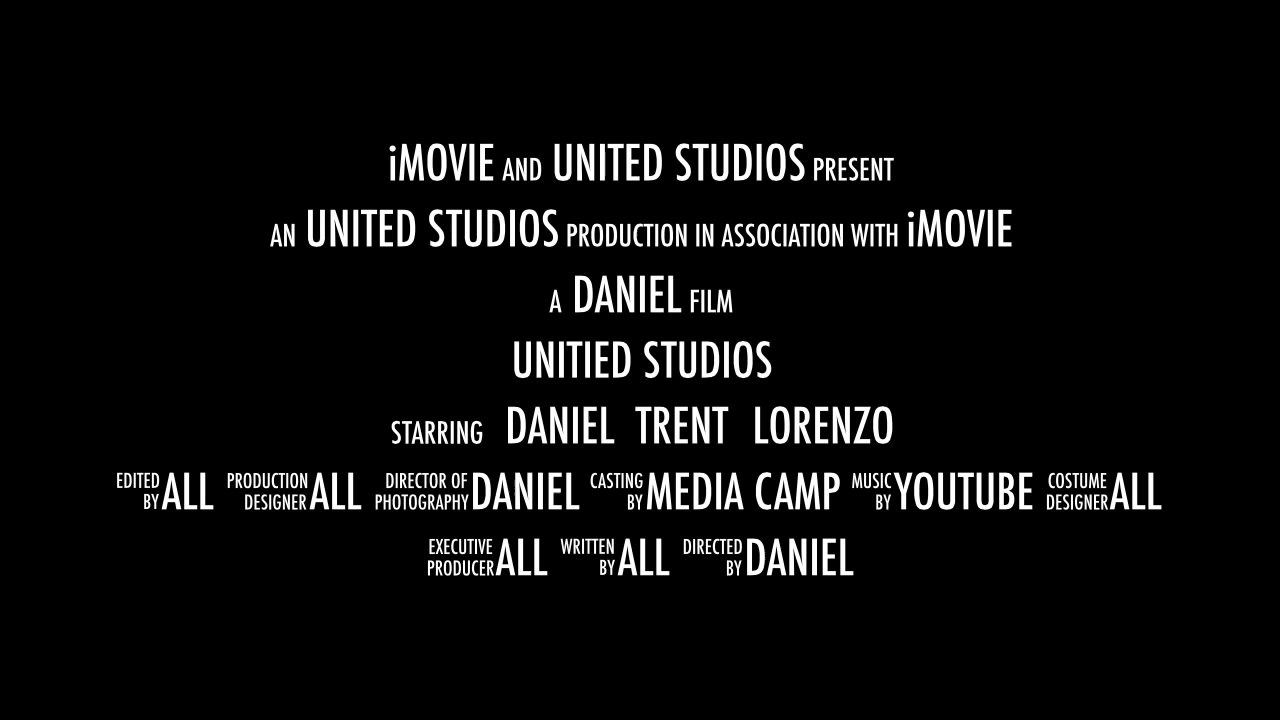 iMOVIE AND UNITED STUDIOS PRESENT
AN UNITED STUDIOS PRODUCTION IN ASSOCIATION WITH iMOVIE
A DANIEL FILM
UNITIED STUDIOS
STARRING DANIEL TRENT LORENZO
EDITED BY ALL PRODUCTION DESIGNER ALL DIRECTOR OF PHOTOGRAPHY DANIEL CASTING BY MEDIA CAMP MUSIC BY YOUTUBE COSTUME DESIGNER ALL
EXECUTIVE PRODUCER ALL WRITTEN BY ALL DIRECTED BY DANIEL